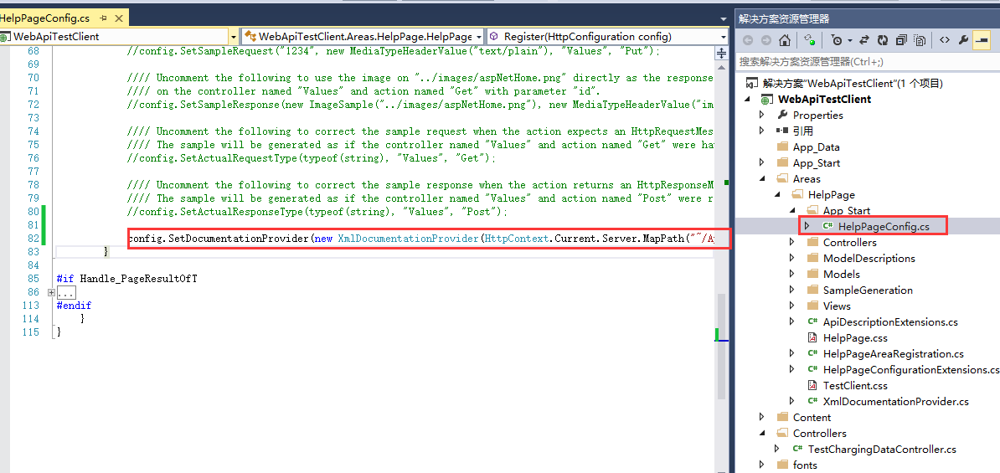 HelpPageConfig.cs
WebApiTestClient
WebApiTestClient.Areas.HelpPage.HelpPage
Register(HttpConfiguration config)
68 //config.SetSampleRequest("1234", new MediaTypeHeaderValue("text/plain"), "Values", "Put");
69
70 //// Uncomment the following to use the image on "../images/aspNetHome.png" directly as the response
71 //// on the controller named "Values" and action named "Get" with parameter "id".
72 //config.SetSampleResponse(new ImageSample("../images/aspNetHome.png"), new MediaTypeHeaderValue("im
73
74 //// Uncomment the following to correct the sample request when the action expects an HttpRequestMes
75 //// The sample will be generated as if the controller named "Values" and action named "Get" were ha
76 //config.SetActualRequestType(typeof(string), "Values", "Get");
77
78 //// Uncomment the following to correct the sample response when the action returns an HttpResponseM
79 //// The sample will be generated as if the controller named "Values" and action named "Post" were r
80 //config.SetActualResponseType(typeof(string), "Values", "Post");
81
82 config.SetDocumentationProvider(new XmlDocumentationProvider(HttpContext.Current.Server.MapPath("~/A
83 }
84
85 #if Handle_PageResultOfT
86 ...
113 #endif
114 }
115 }
解决方案资源管理器
搜索解决方案资源管理器(Ctrl+;)
解决方案"WebApiTestClient"(1 个项目)
WebApiTestClient
Properties
引用
App_Data
App_Start
Areas
HelpPage
App_Start
C# HelpPageConfig.cs
Controllers
ModelDescriptions
Models
SampleGeneration
Views
C# ApiDescriptionExtensions.cs
HelpPage.css
C# HelpPageAreaRegistration.cs
C# HelpPageConfigurationExtensions.cs
TestClient.css
C# XmlDocumentationProvider.cs
Content
Controllers
C# TestChargingDataController.cs
fonts